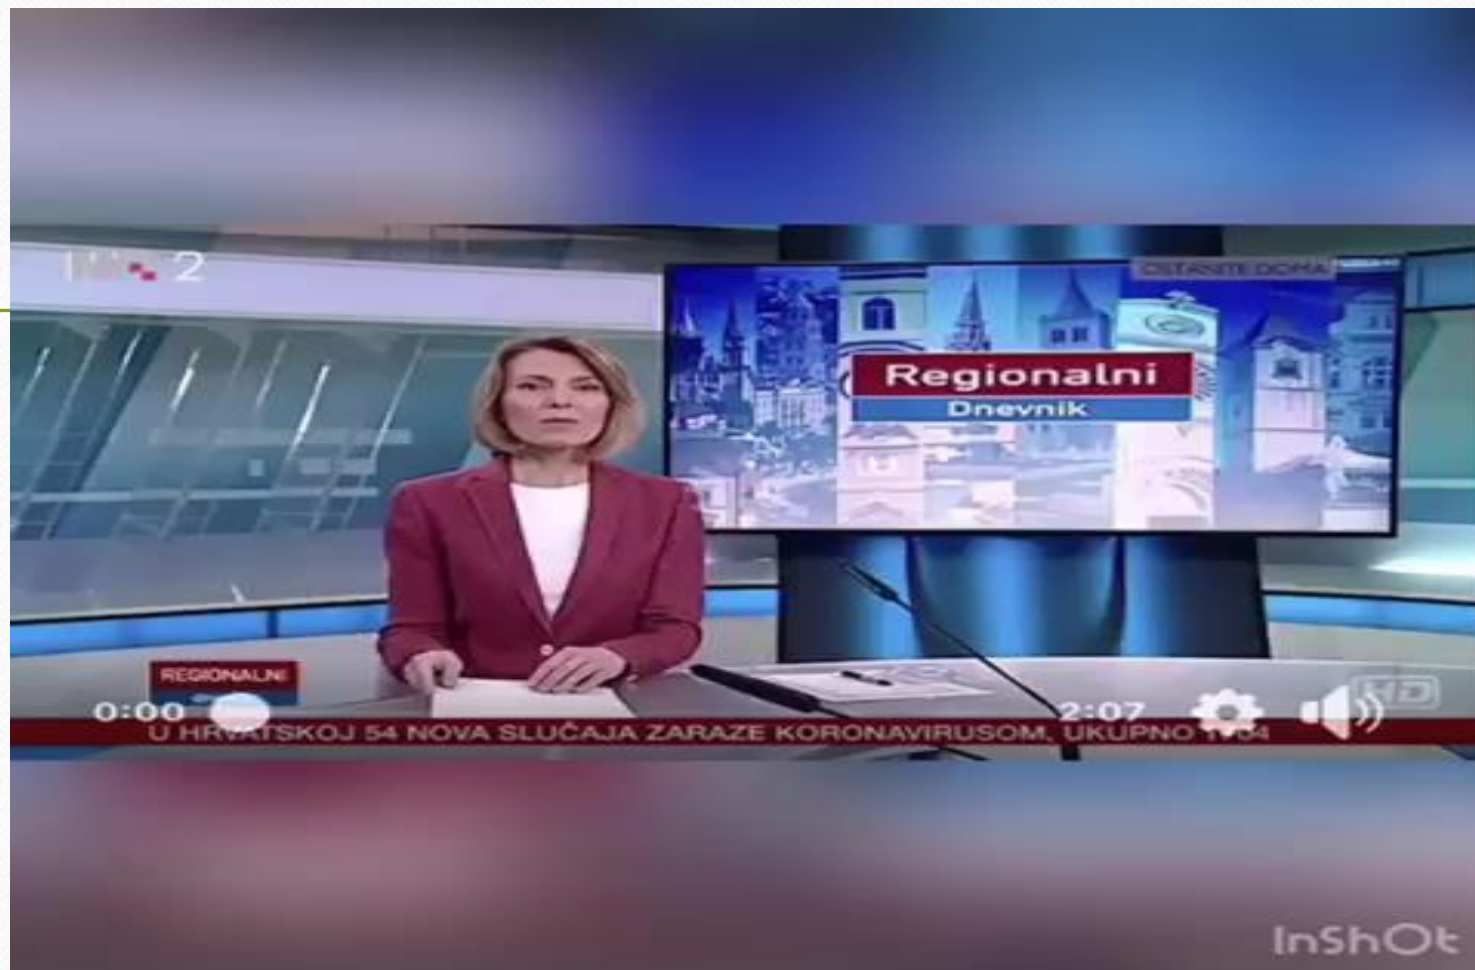 2
OSTANITE DOMA
Regionalni
Dnevnik
REGIONALNI
0:00
2:07
HD
U HRVATSKOJ 54 NOVA SLUČAJA ZARAZE KORONAVIRUSOM, UKUPNO
InShOt